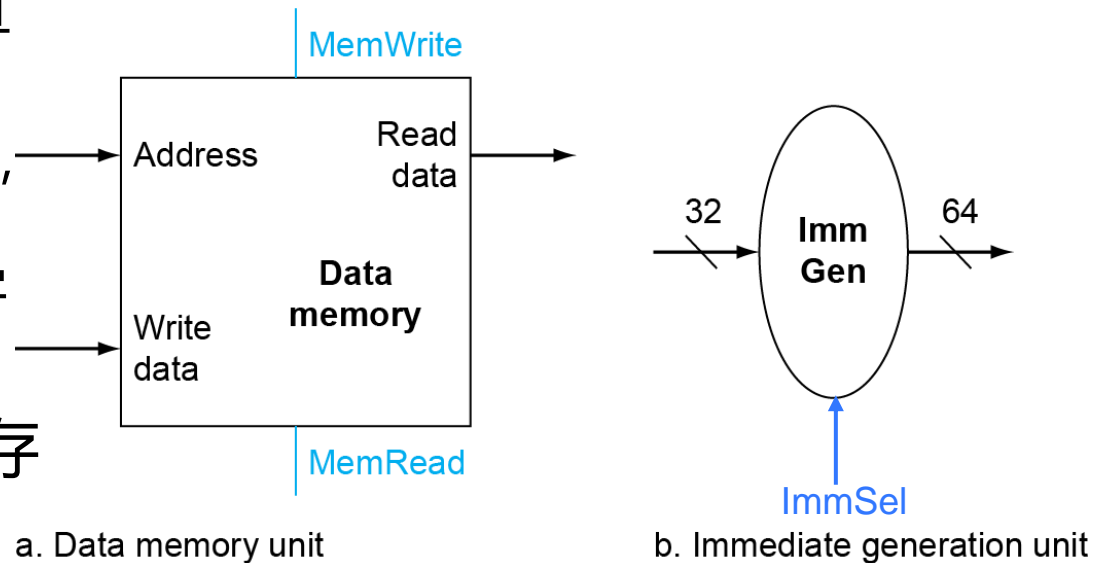 MemWrite
Address
Read
data
Data
memory
Write
data
MemRead
存
a. Data memory unit
32
Imm
Gen
64
ImmSel
b. Immediate generation unit